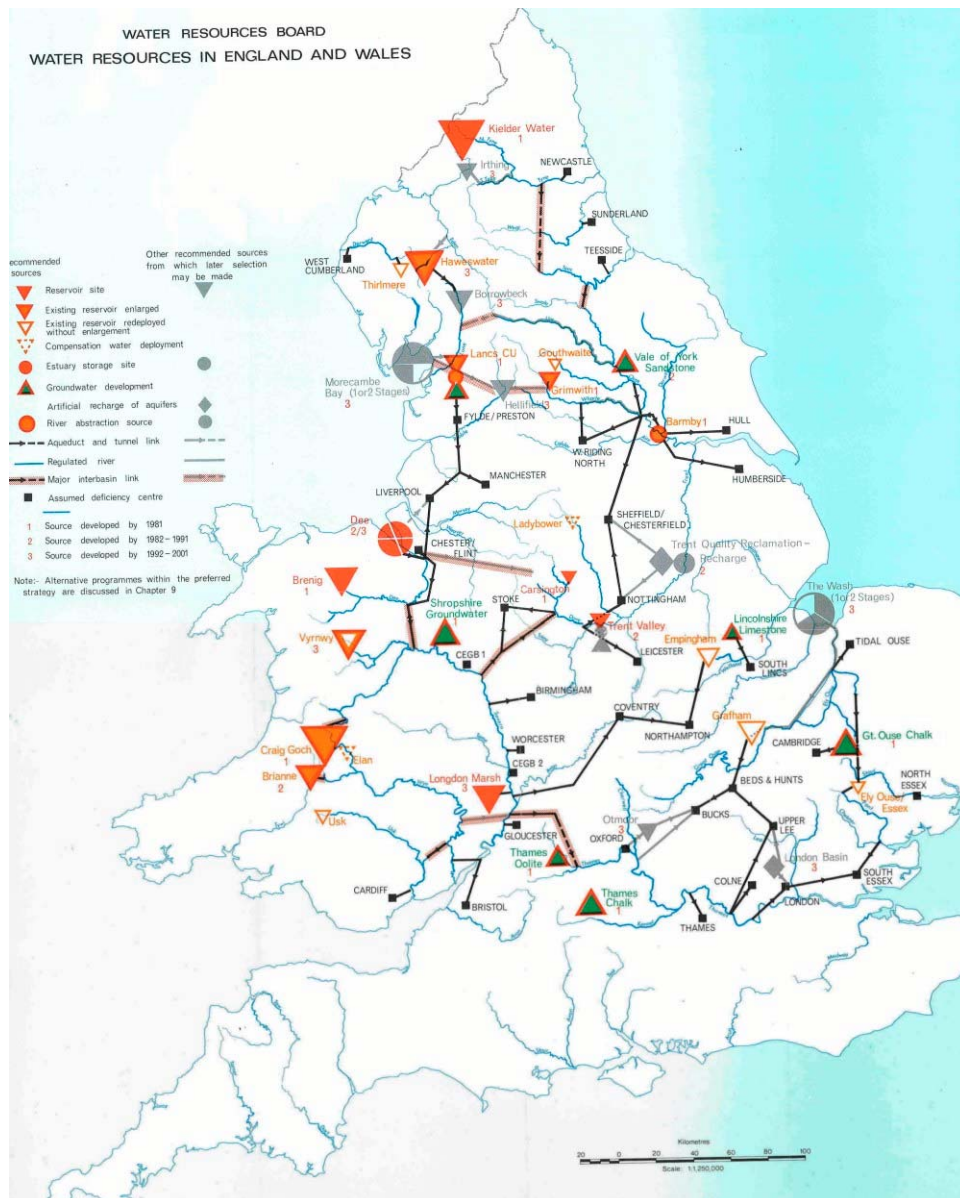 WATER RESOURCES BOARD
WATER RESOURCES IN ENGLAND AND WALES
ecommended
sources
Other recommended sources
from which later selection
may be made
Reservoir site
Existing reservoir enlarged
Existing reservoir redeployed
without enlargement
Compensation water deployment
Estuary storage site
Groundwater development
Artificial recharge of aquifers
River abstraction source
Aqueduct and tunnel link
Regulated river
Major interbasin link
Assumed deficiency centre
1 Source developed by 1981
2 Source developed by 1982-1991
3 Source developed by 1992-2001
Note:- Alternative programmes within the preferred
strategy are discussed in Chapter 9
Kielder Water
1
Irthing
3
NEWCASTLE
SUNDERLAND
TEESSIDE
WEST
CUMBERLAND
Haweswater
3
Thirlmere
Borrowbeck
3
Lancs CU
1
Gouthwaite
Vale of York
Sandstone
2
Morecambe
Bay (1or 2 Stages)
3
Grimwith 1
Hellifield 3
FYLDE/PRESTON
Barmby 1
HULL
W. RIDING
NORTH
HUMBERSIDE
MANCHESTER
LIVERPOOL
Dee
2/3
CHESTER/
FLINT
Ladybower
SHEFFIELD/
CHESTERFIELD
Trent Quality Reclamation-
Recharge
2
Brenig
1
Carsington
1
The Wash
(1or 2 Stages)
3
Shropshire
Groundwater
1
STOKE
NOTTINGHAM
Trent Valley
2
Lincolnshire
Limestone
1
Vyrnwy
3
Empingham
TIDAL OUSE
CEGB 1
LEICESTER
SOUTH
LINCS
BIRMINGHAM
COVENTRY
NORTHAMPTON
Grafham
Craig Goch
1
Elan
WORCESTER
CEGB 2
CAMBRIDGE
Gt. Ouse Chalk
1
Brianne
2
Longdon Marsh
3
BEDS & HUNTS
NORTH
ESSEX
Ely Ouse/
Essex
Usk
GLOUCESTER
Otmoor
3
OXFORD
BUCKS
UPPER
LEE
Thames
Oolite
1
London Basin
3
CARDIFF
BRISTOL
Thames
Chalk
1
COLNE
LONDON
SOUTH
ESSEX
THAMES
Kilometres
20 0 20 40 60 80 100
Scale: 1:1,250,000